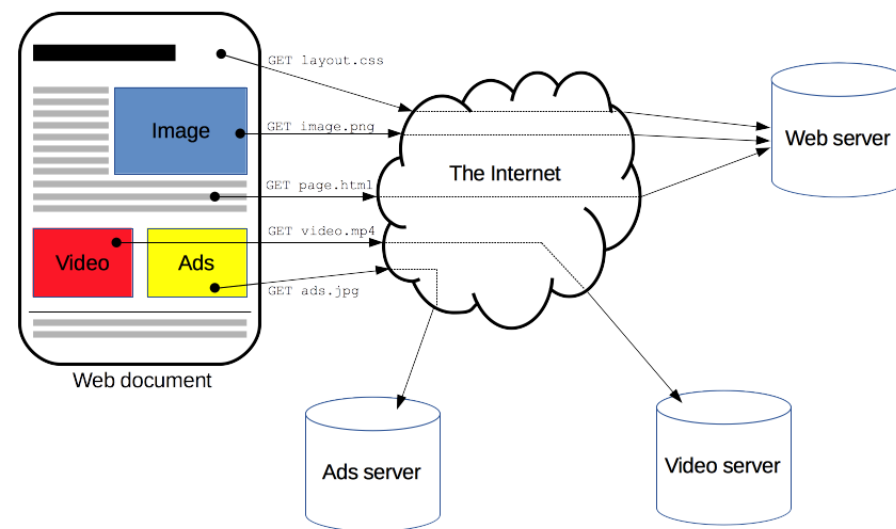 GET layout.css
Image
GET image.png
Web server
The Internet
GET page.html
GET video.mp4
Video
Ads
GET ads.jpg
Web document
Ads server
Video server